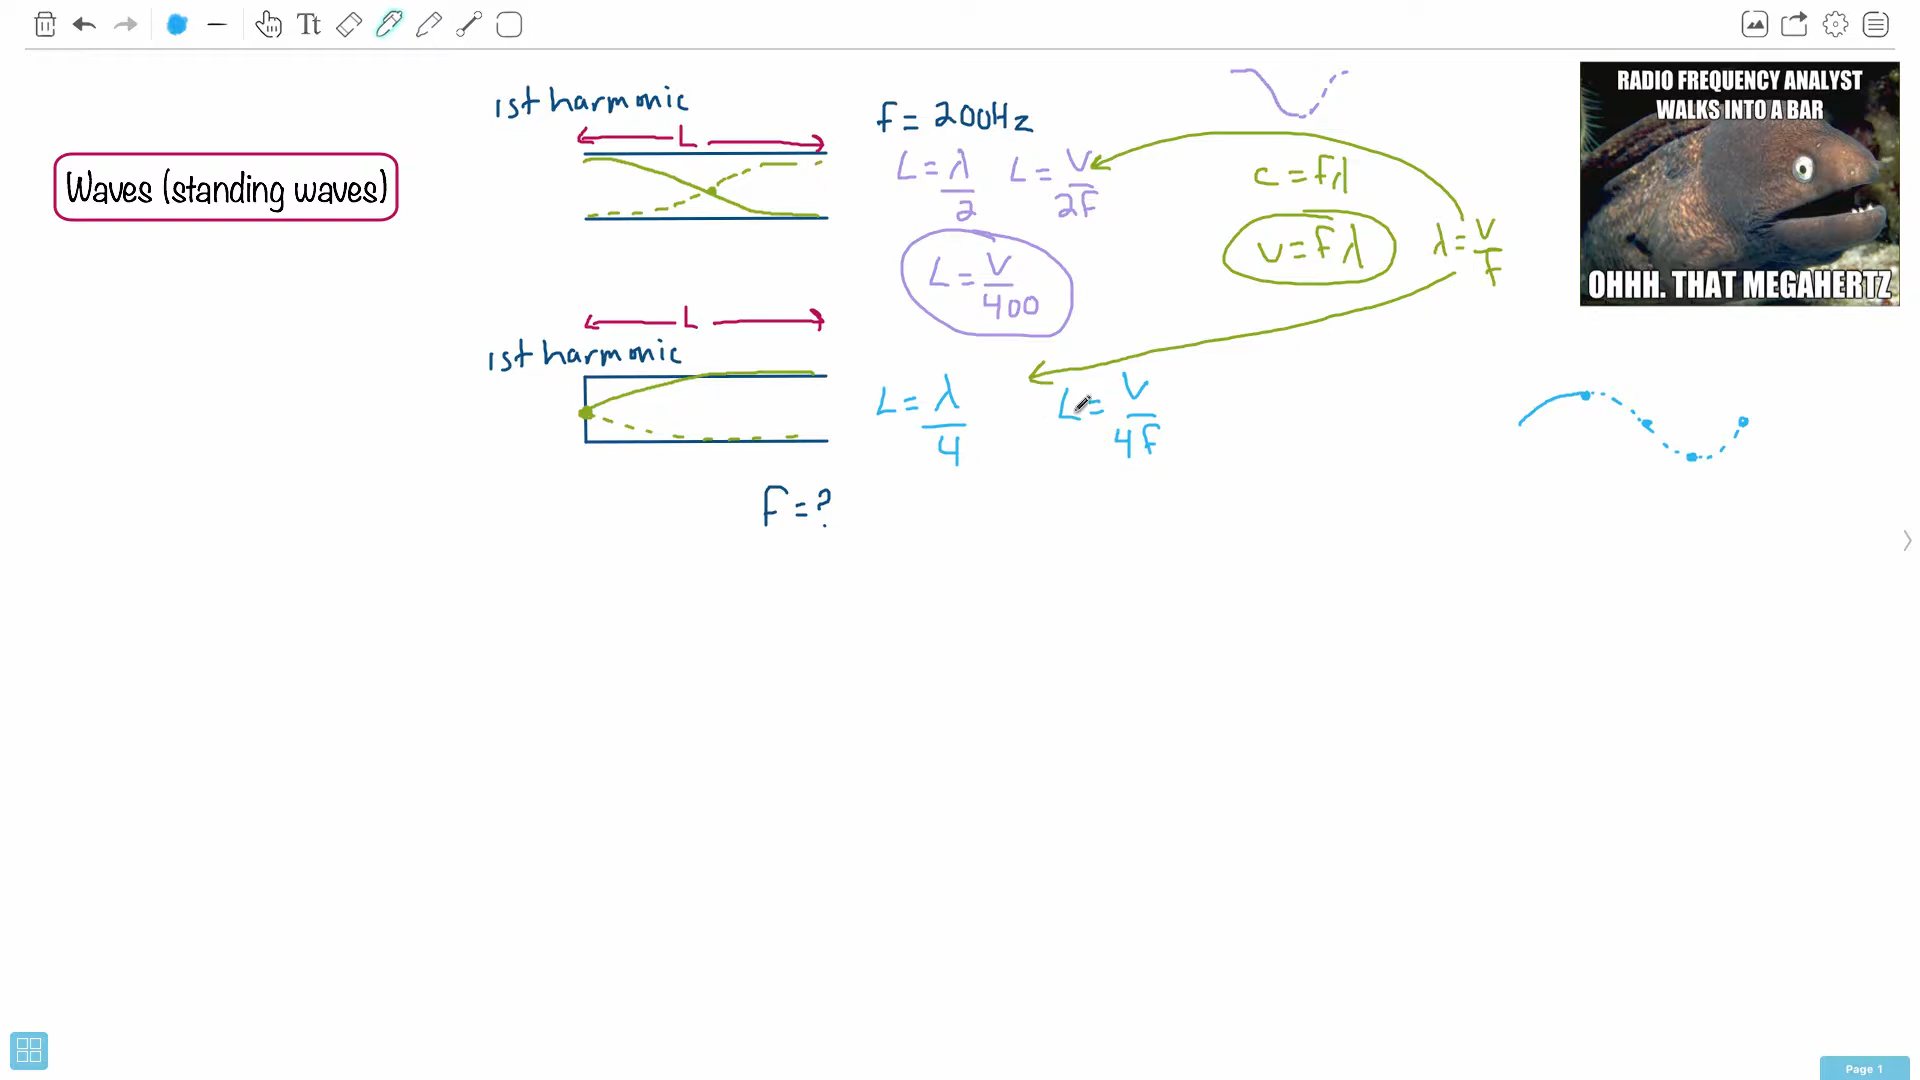 Tt
1st harmonic
L
Waves (standing waves)
f = 200Hz
L = λ/2 L = V/2f
L = V/400
c = fλ
v = fλ
λ = V/f
RADIO FREQUENCY ANALYST
WALKS INTO A BAR
OHHH. THAT MEGAHERTZ
L
1st harmonic
L = λ/4 L = V/4f
F = ?
Page 1